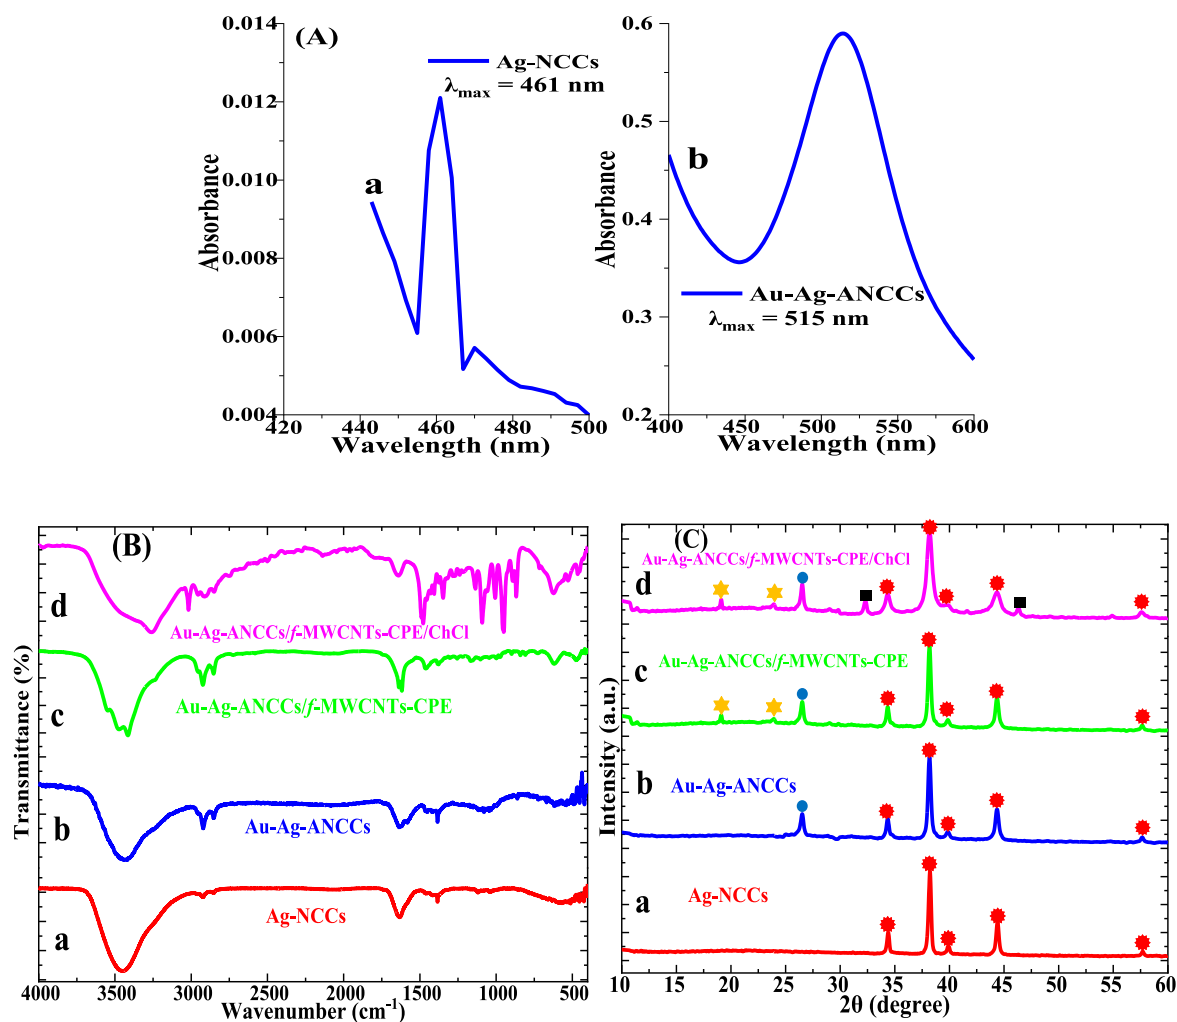 (A)
0.014
0.012
0.010
0.008
0.006
0.004
Absorbance
Ag-NCCs
λmax = 461 nm
a
420 440 460 480 500
Wavelength (nm)
0.6
0.5
0.4
0.3
0.2
Absorbance
b
Au-Ag-ANCCs
λmax = 515 nm
400 450 500 550 600
Wavelength (nm)
(B)
Transmittance (%)
d
Au-Ag-ANCCs/f-MWCNTs-CPE/ChCl
c
Au-Ag-ANCCs/f-MWCNTs-CPE
b
Au-Ag-ANCCs
a
Ag-NCCs
4000 3500 3000 2500 2000 1500 1000 500
Wavenumber (cm-1)
(C)
Intensity (a.u.)
Au-Ag-ANCCs/f-MWCNTs-CPE/ChCl
d
Au-Ag-ANCCs/f-MWCNTs-CPE
c
b
Au-Ag-ANCCs
a
Ag-NCCs
10 15 20 25 30 35 40 45 50 55 60
2θ (degree)